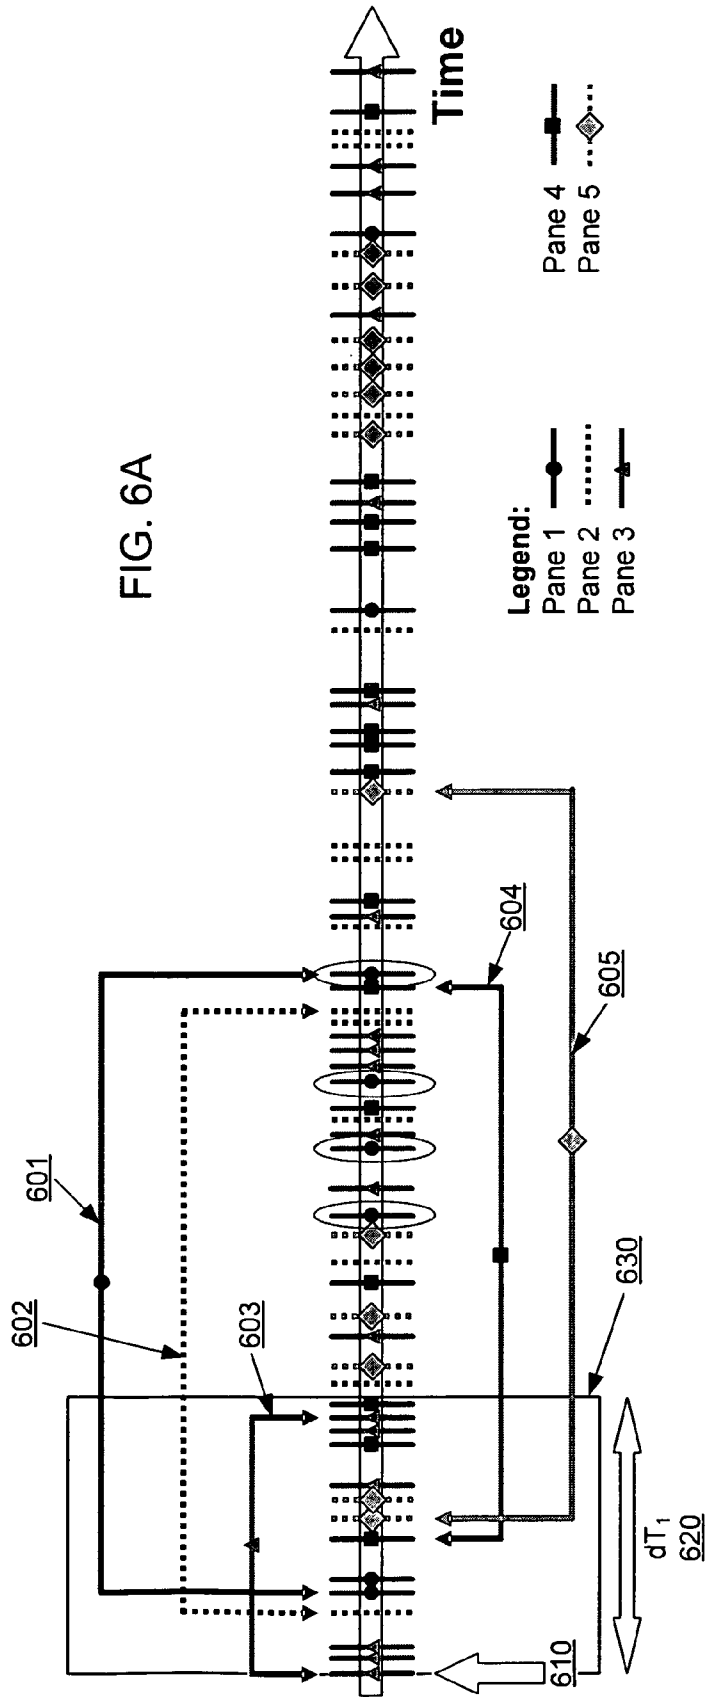 FIG. 6A
601
602
603
Time
604
605
630
610
dT₁
620
Legend:
Pane 1
Pane 2
Pane 3
Pane 4
Pane 5